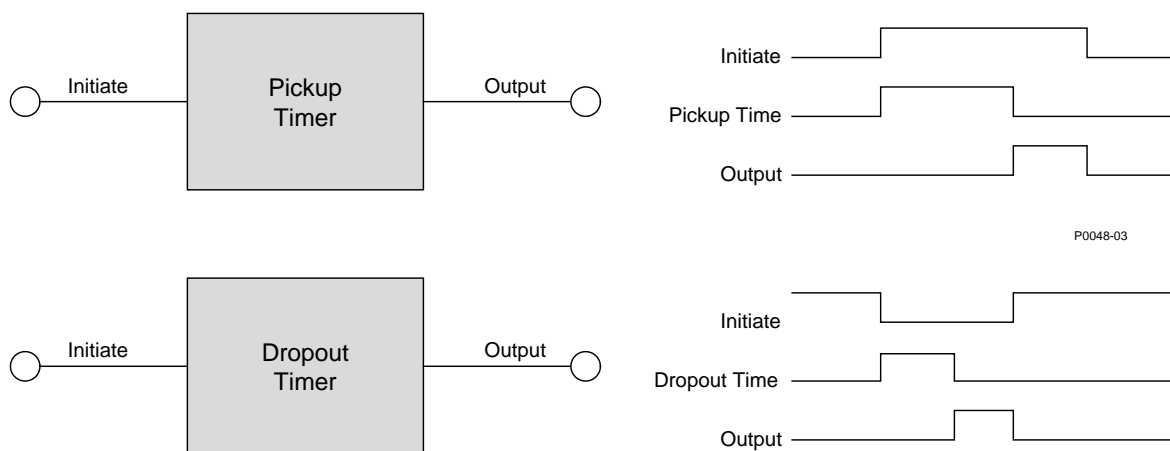 Initiate
Pickup
Timer
Output
Initiate
Pickup Time
Output
P0048-03
Initiate
Dropout
Timer
Output
Initiate
Dropout Time
Output